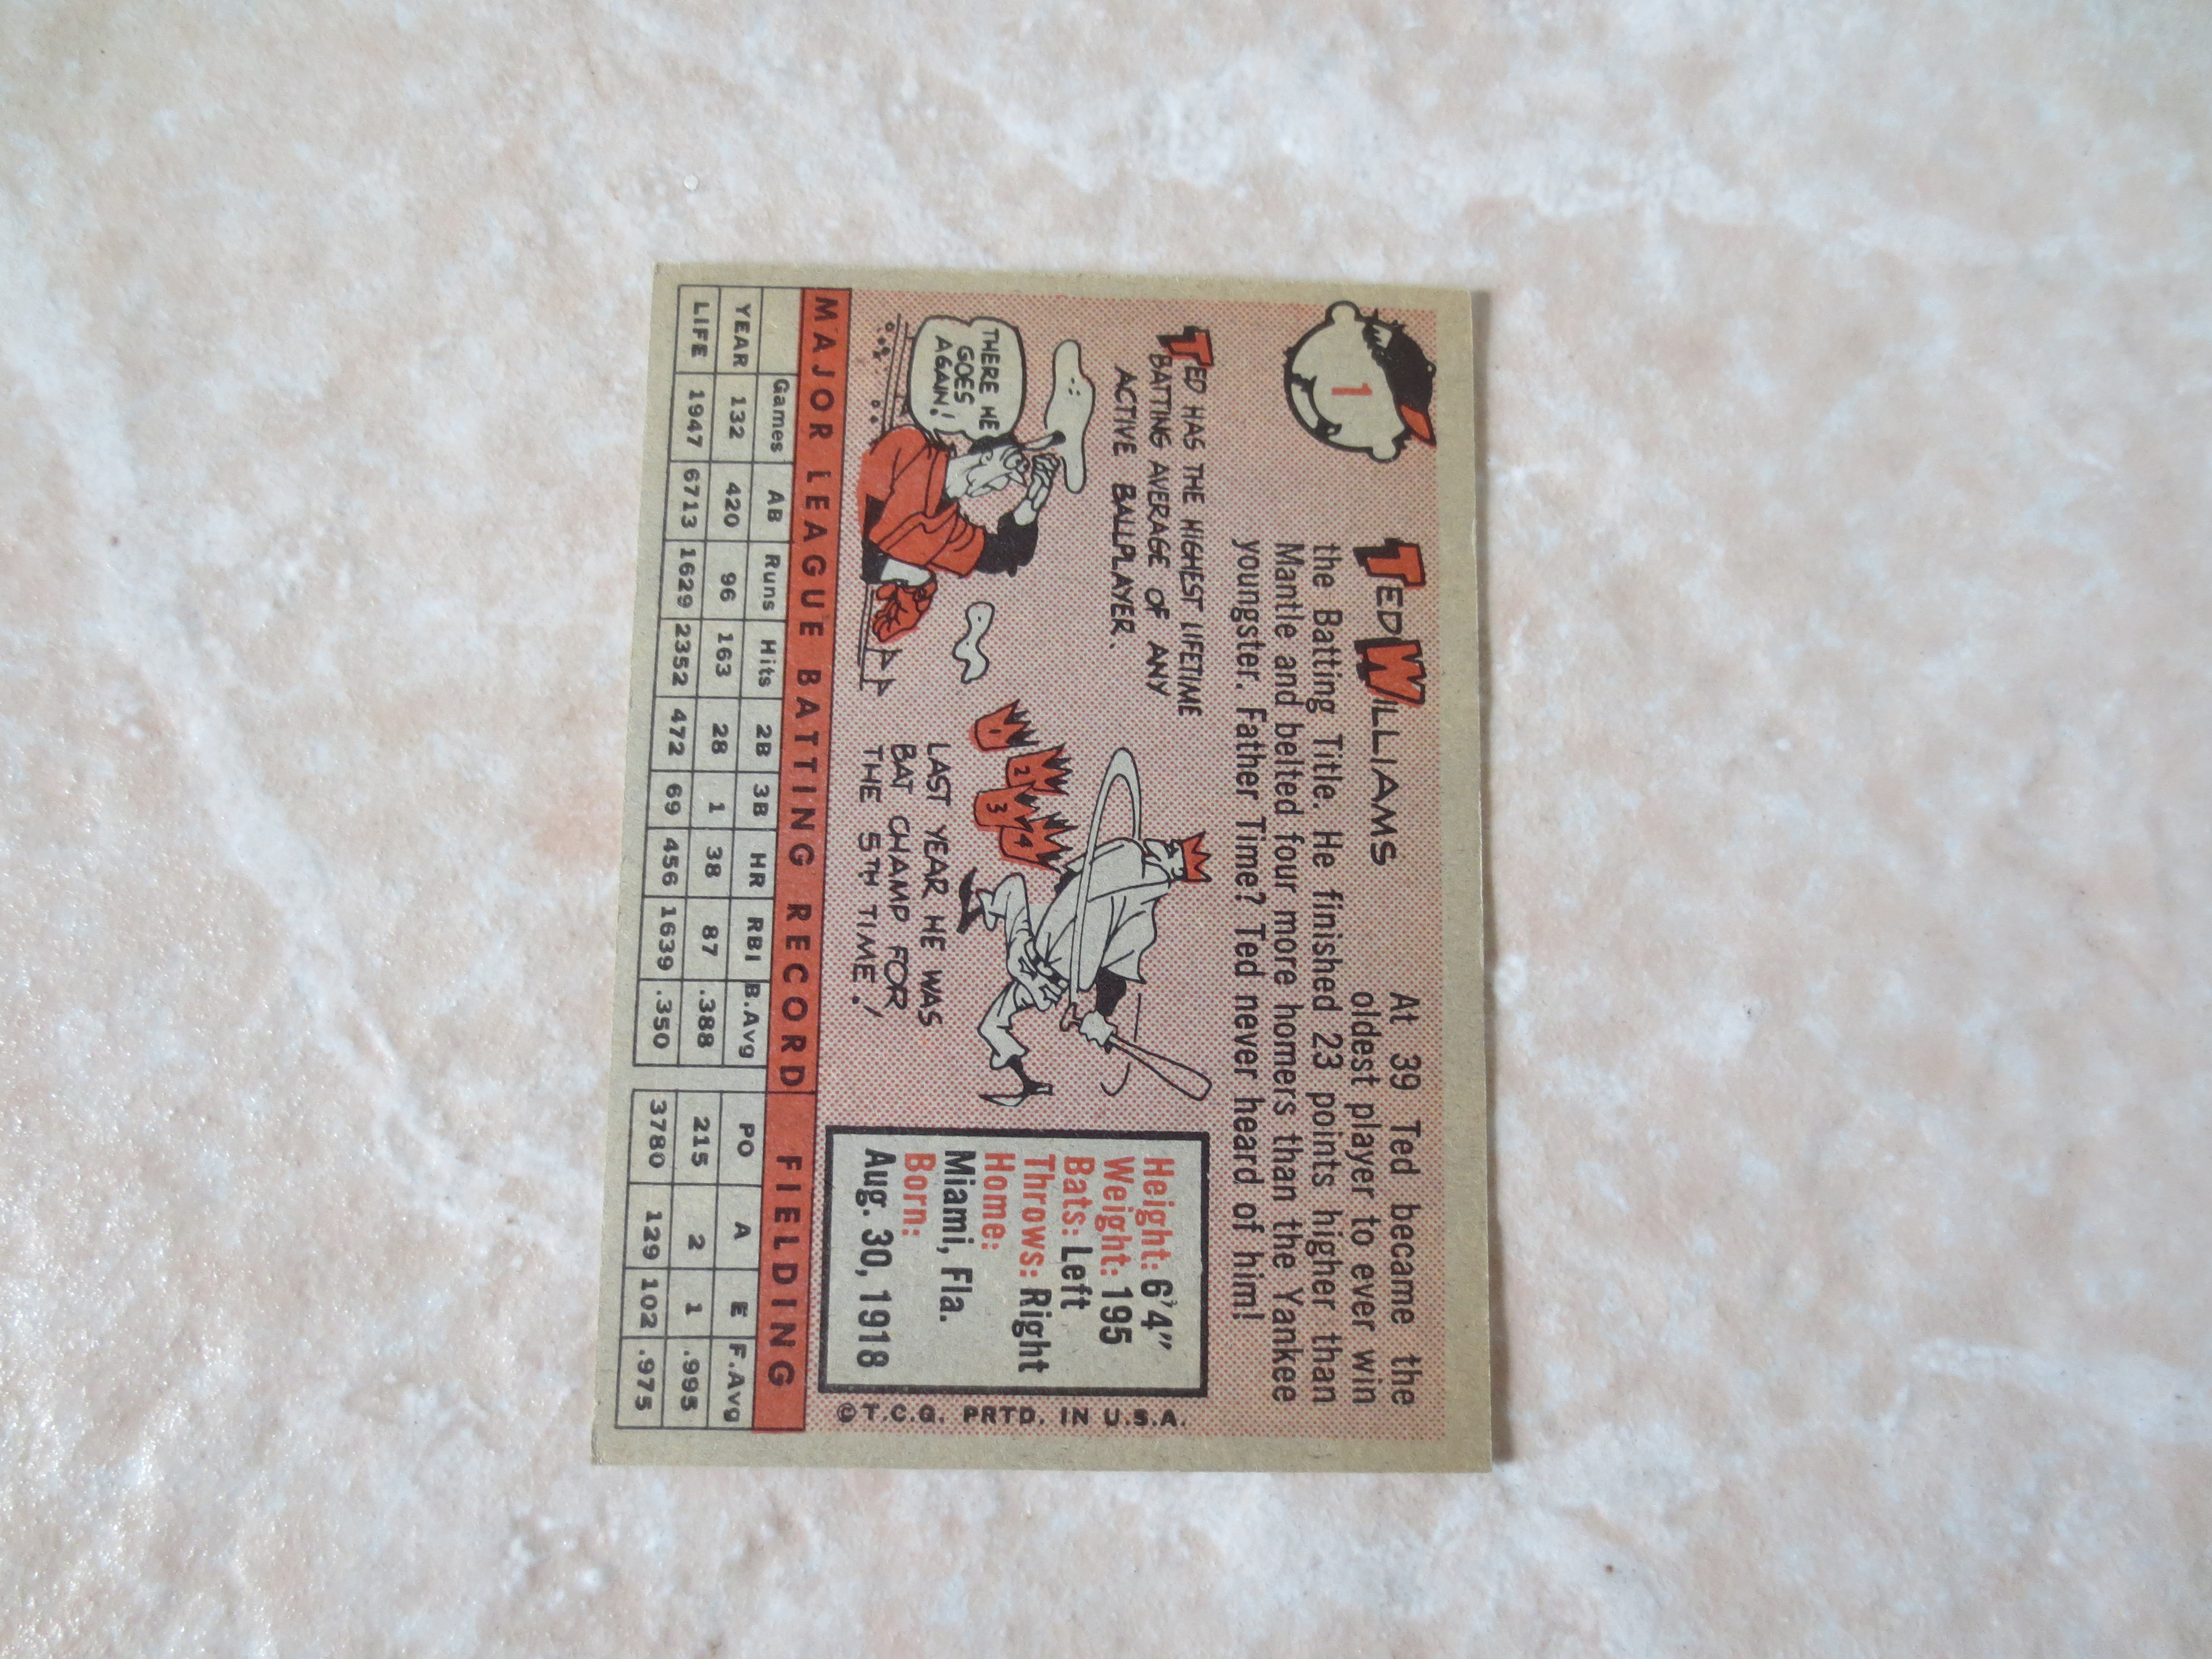 1
TED WILLIAMS
At 39 Ted became the
oldest player to ever win
the Batting Title. He finished 23 points higher than
Mantle and belted four more homers than the Yankee
youngster. Father Time? Ted never heard of him!
TED HAS THE HIGHEST LIFETIME
BATTING AVERAGE OF ANY
ACTIVE BALLPLAYER.
THERE HE
GOES
AGAIN!
1
2
3
4
LAST YEAR HE WAS
BAT CHAMP FOR
THE 5TH TIME!
Height: 6'4"
Weight: 195
Bats: Left
Throws: Right
Home:
Miami, Fla.
Born:
Aug. 30, 1918
©T.C.G. PRTD. IN U.S.A.
MAJOR LEAGUE BATTING RECORD FIELDING
Games AB Runs Hits 2B 3B HR RBI B.Avg PO A E F.Avg
YEAR 132 420 96 163 28 1 38 87 .388 215 2 1 .995
LIFE 1947 6713 1629 2352 472 69 456 1639 .350 3780 129 102 .975